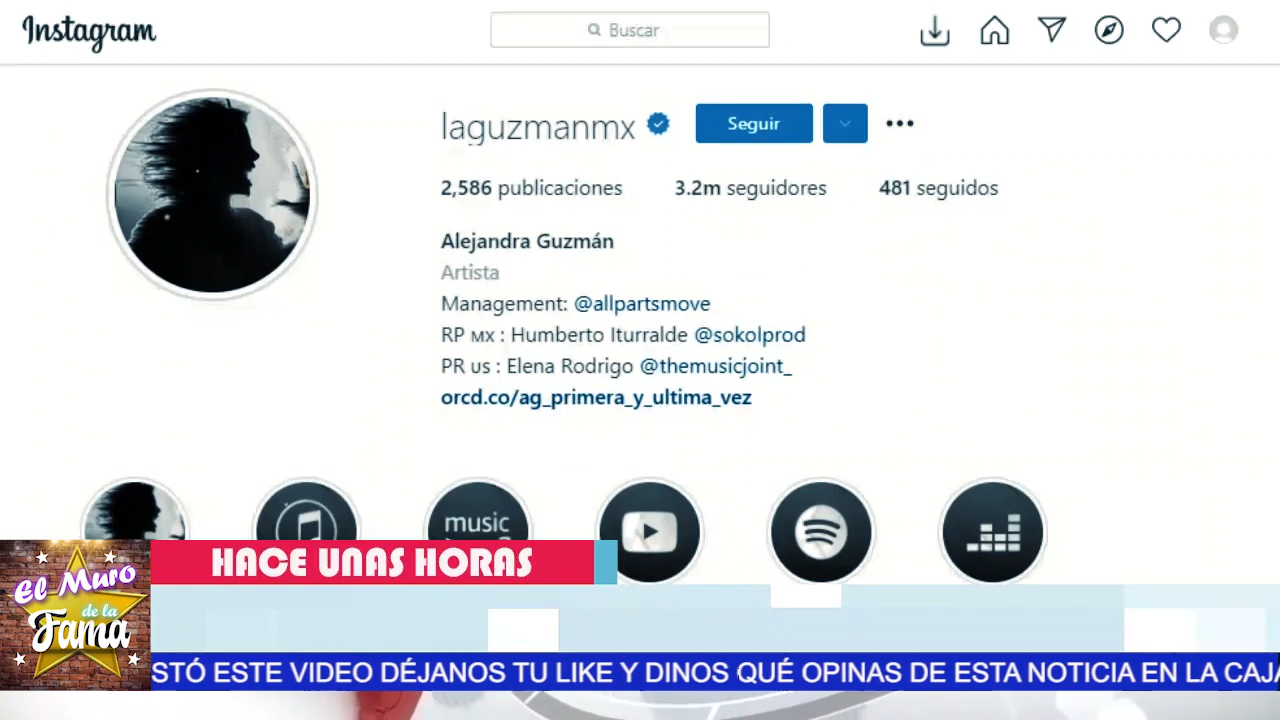 Instagram
Buscar
laguzmanmx
Seguir
2,586 publicaciones
3.2m seguidores
481 seguidos
Alejandra Guzmán
Artista
Management: @allpartsmove
RP MX : Humberto Iturralde @sokolprod
PR US : Elena Rodrigo @themusicjoint_
orcd.co/ag_primera_y_ultima_vez
music
HACE UNAS HORAS
El Muro
de la
Fama
STÓ ESTE VIDEO DÉJANOS TU LIKE Y DINOS QUÉ OPINAS DE ESTA NOTICIA EN LA CAJA